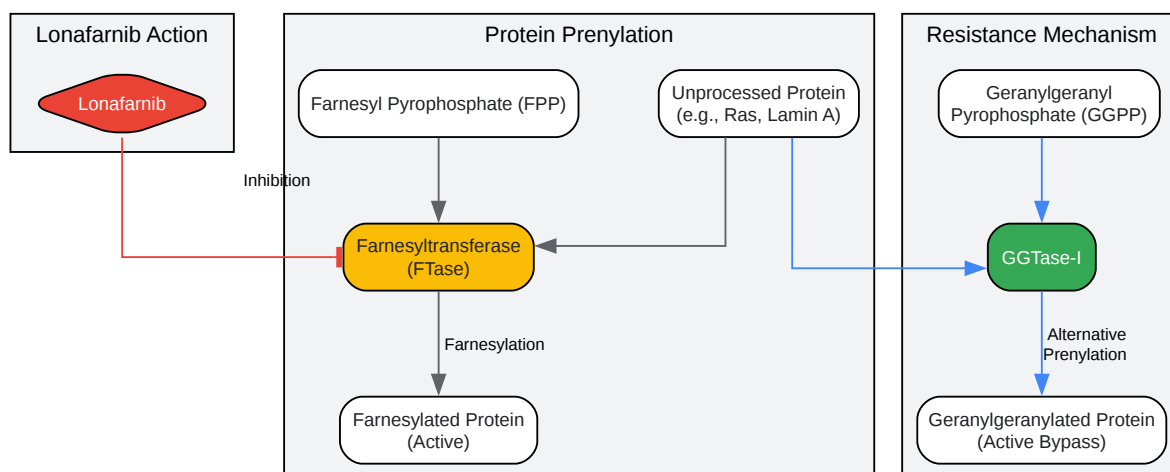 Lonafarnib Action
Lonafarnib
Inhibition
Protein Prenylation
Farnesyl Pyrophosphate (FPP)
Unprocessed Protein
(e.g., Ras, Lamin A)
Farnesyltransferase
(FTase)
Farnesylation
Farnesylated Protein
(Active)
Resistance Mechanism
Geranylgeranyl
Pyrophosphate (GGPP)
GGTase-I
Alternative
Prenylation
Geranylgeranylated Protein
(Active Bypass)